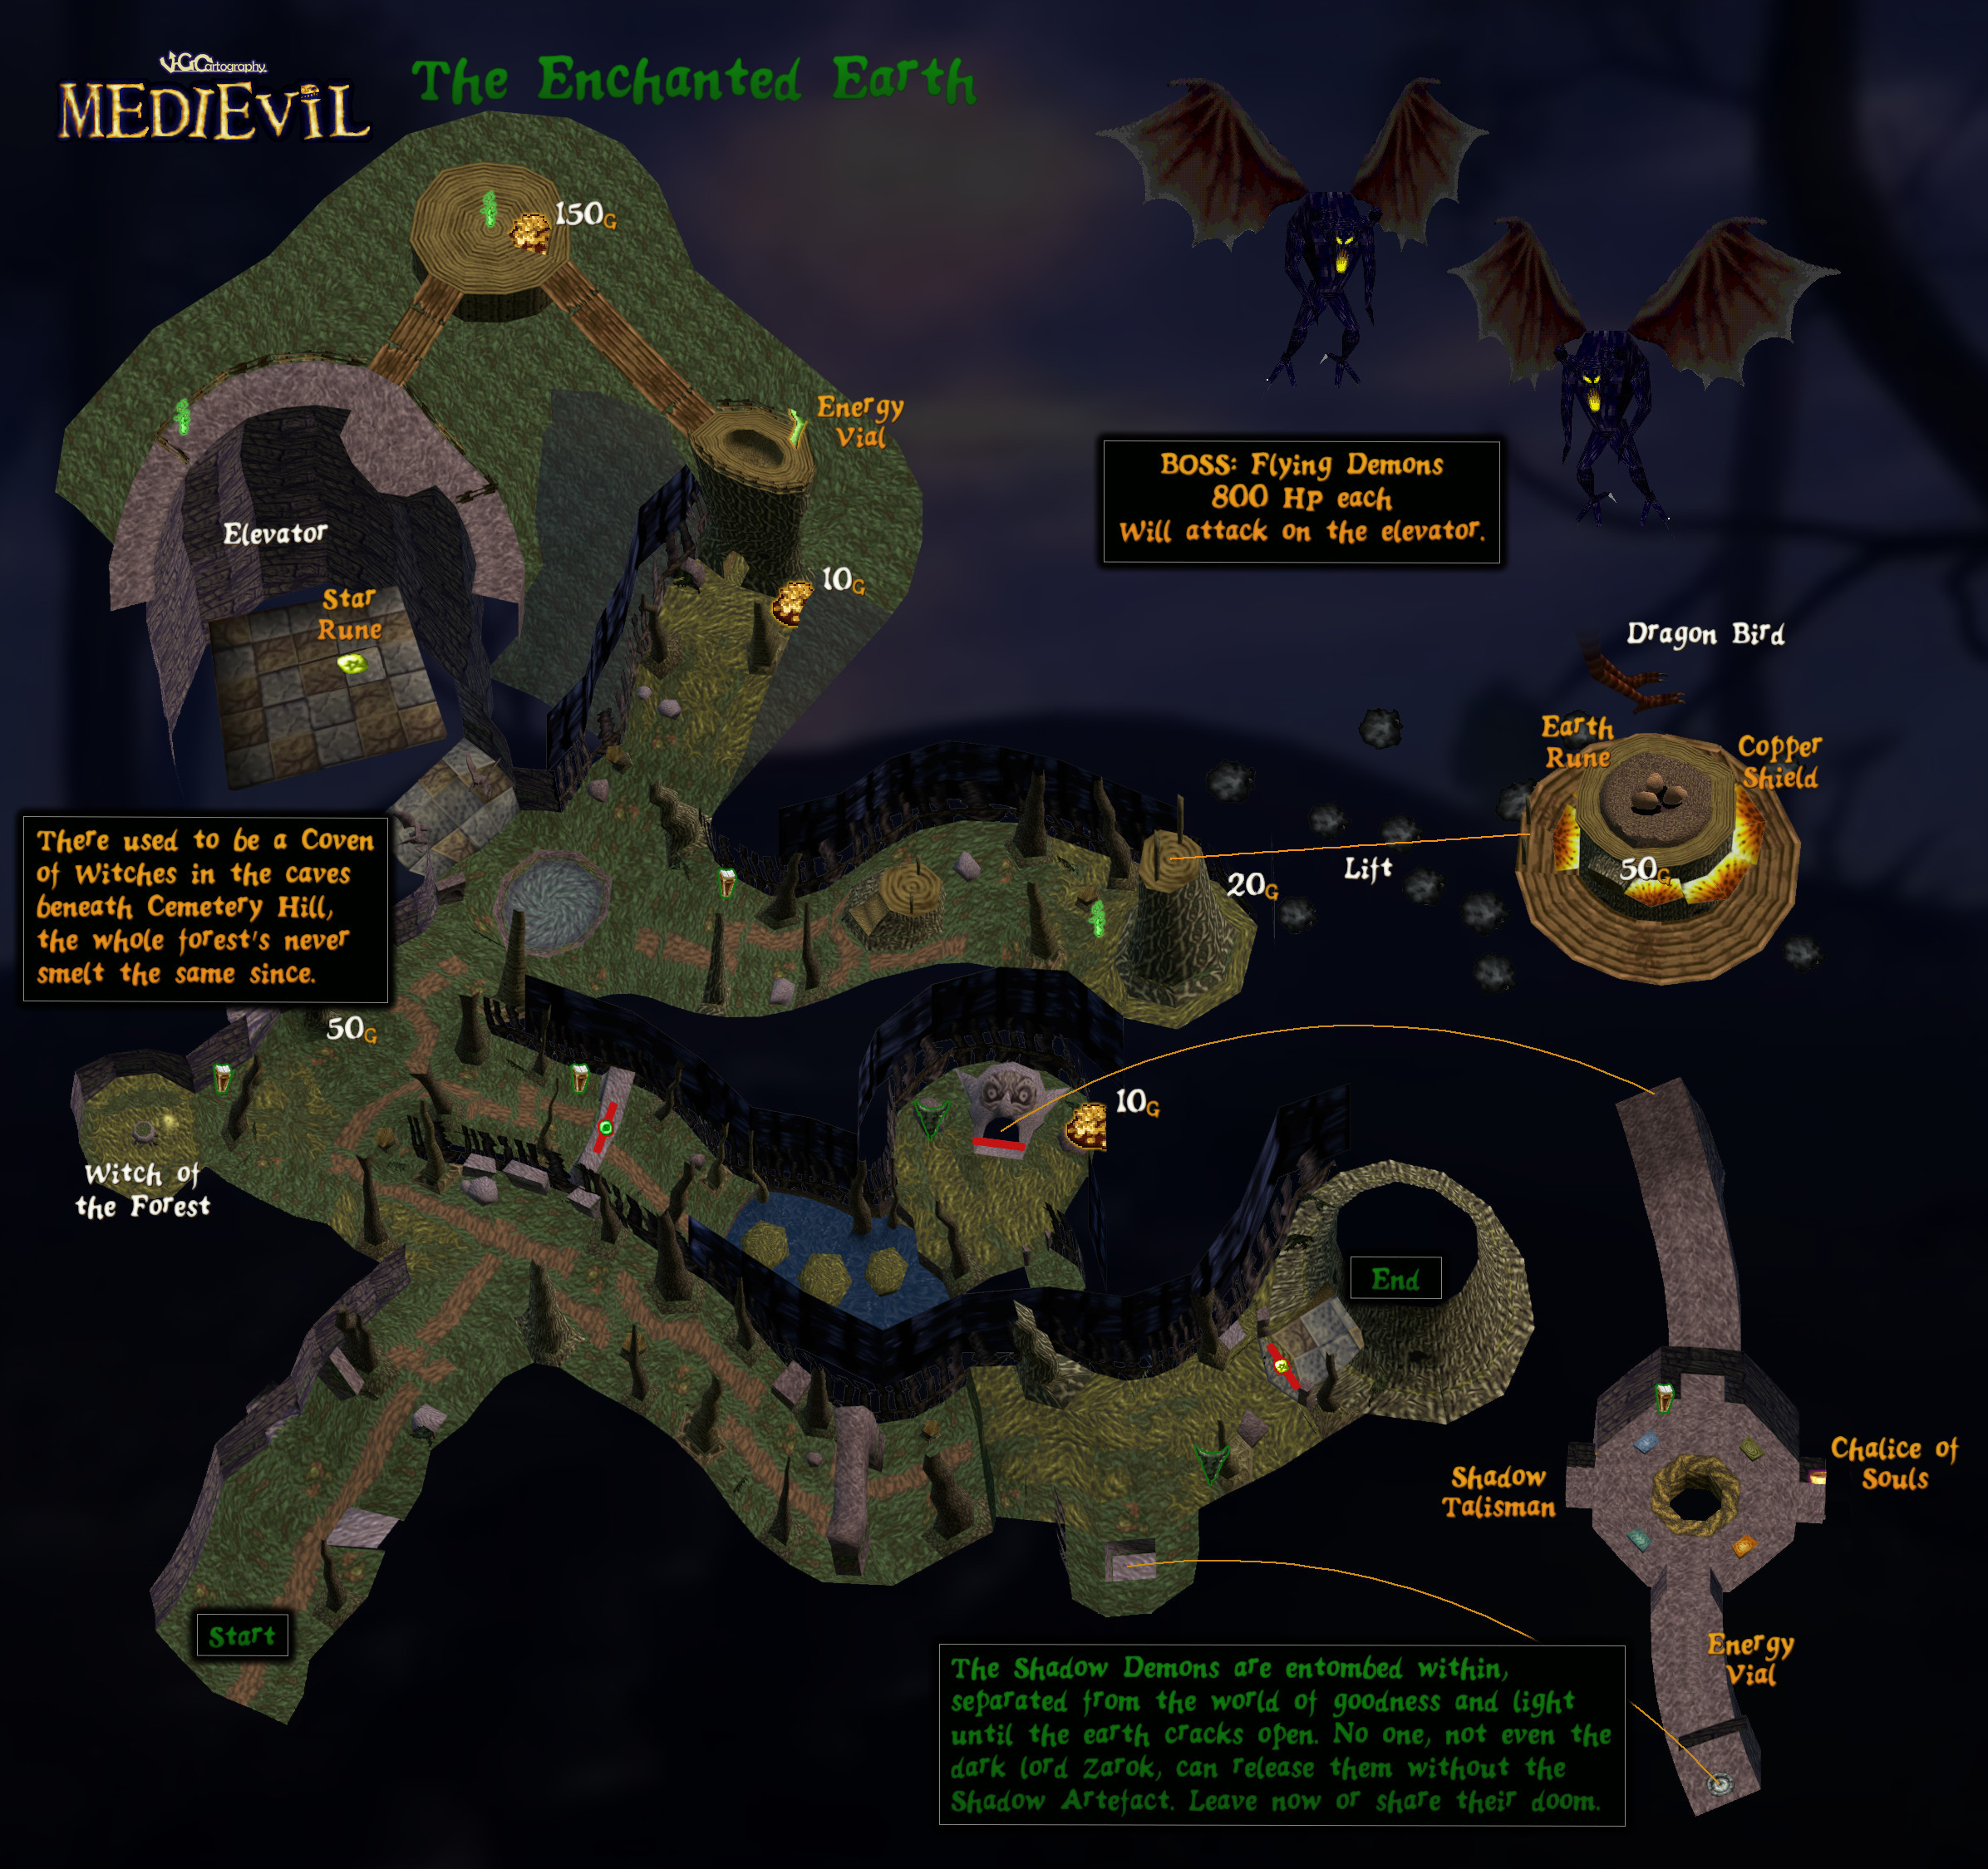 VGCartography
MEDIEVIL
The Enchanted Earth
150G
Energy
Vial
Elevator
10G
Star
Rune
BOSS: Flying Demons
800 Hp each
Will attack on the elevator.
Dragon Bird
Earth
Rune
Copper
Shield
There used to be a Coven
of Witches in the caves
beneath Cemetery Hill,
the whole forest's never
smelt the same since.
20G
Lift
50G
50G
10G
Witch of
the Forest
End
Shadow
Talisman
Chalice of
Souls
Start
Energy
Vial
The Shadow Demons are entombed within,
separated from the world of goodness and light
until the earth cracks open. No one, not even the
dark lord Zarok, can release them without the
Shadow Artefact. Leave now or share their doom.